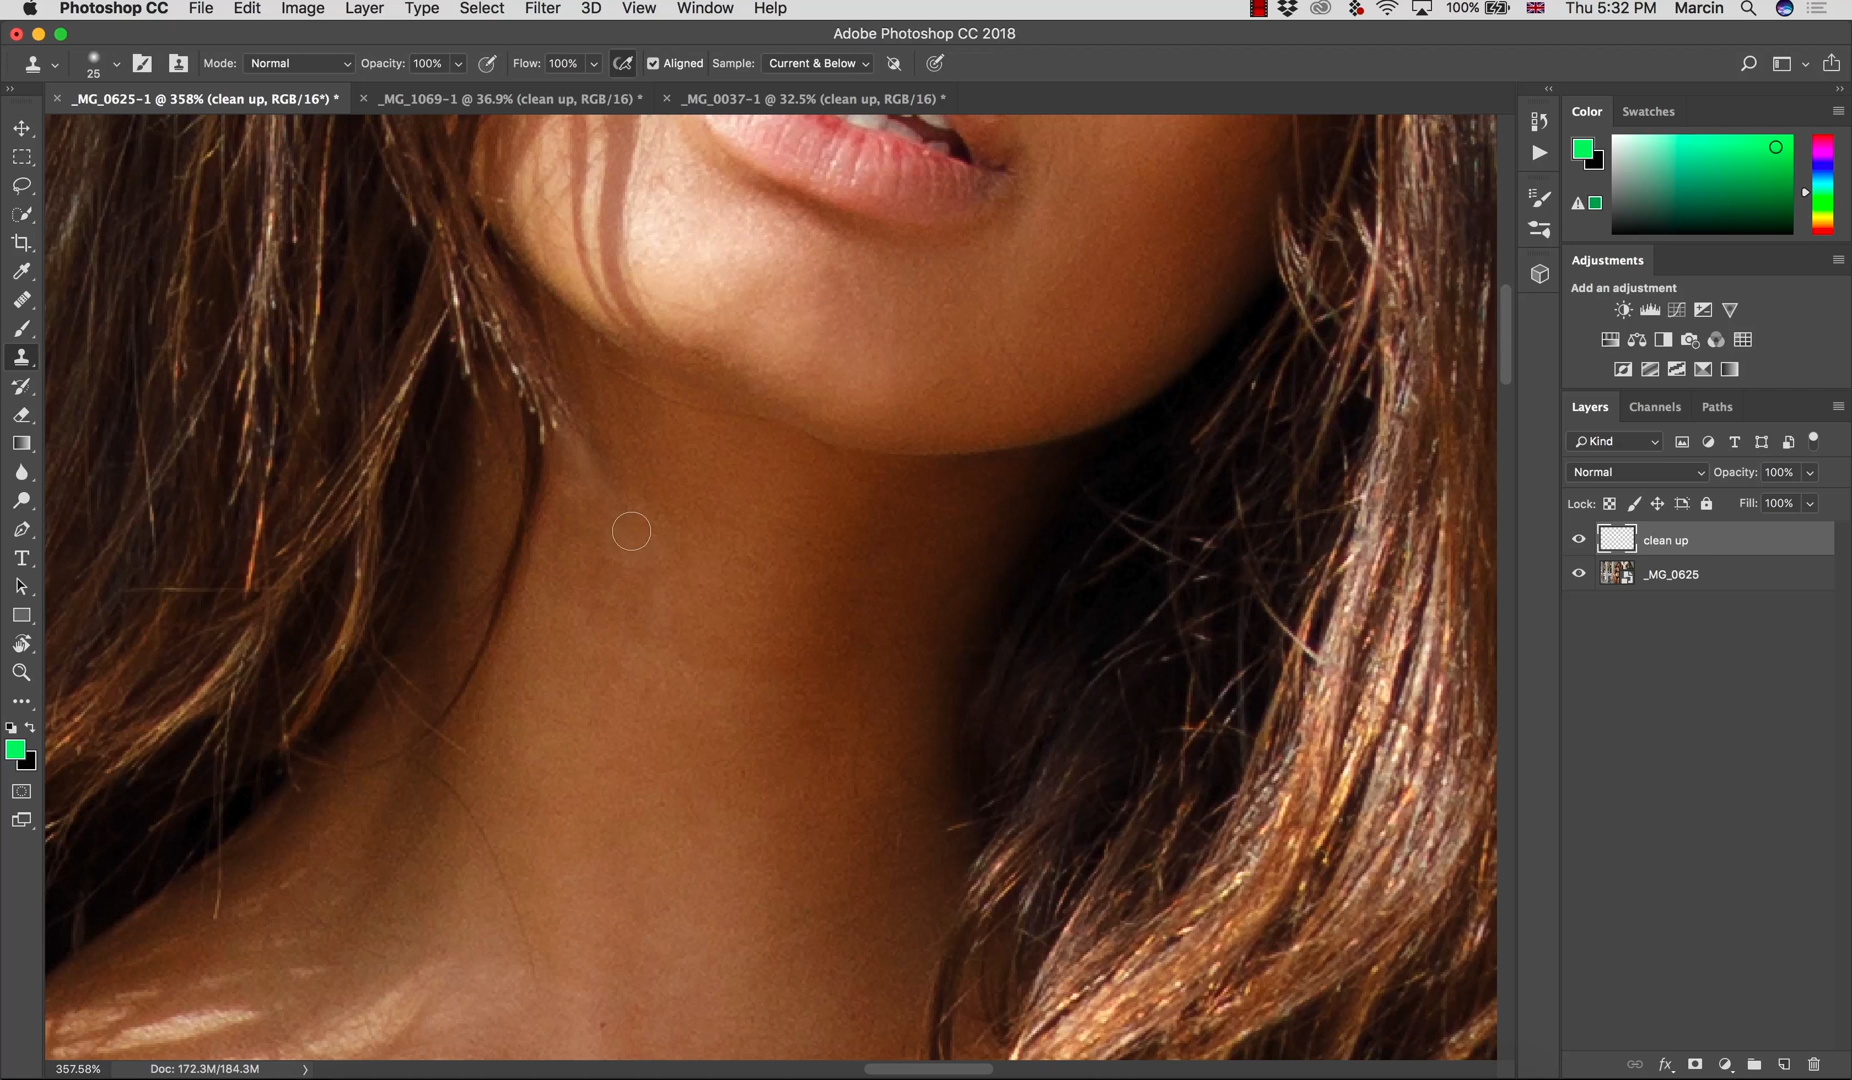 Photoshop CC File Edit Image Layer Type Select Filter 3D View Window Help 100% Thu 5:32 PM Marcin
Adobe Photoshop CC 2018
25 Mode: Normal Opacity: 100% Flow: 100% Aligned Sample: Current & Below
_MG_0625-1 @ 358% (clean up, RGB/16*) * _MG_1069-1 @ 36.9% (clean up, RGB/16) * _MG_0037-1 @ 32.5% (clean up, RGB/16) *
Color Swatches
Adjustments
Add an adjustment
Layers Channels Paths
Kind
Normal Opacity: 100%
Lock: Fill: 100%
clean up
_MG_0625
357.58% Doc: 172.3M/184.3M